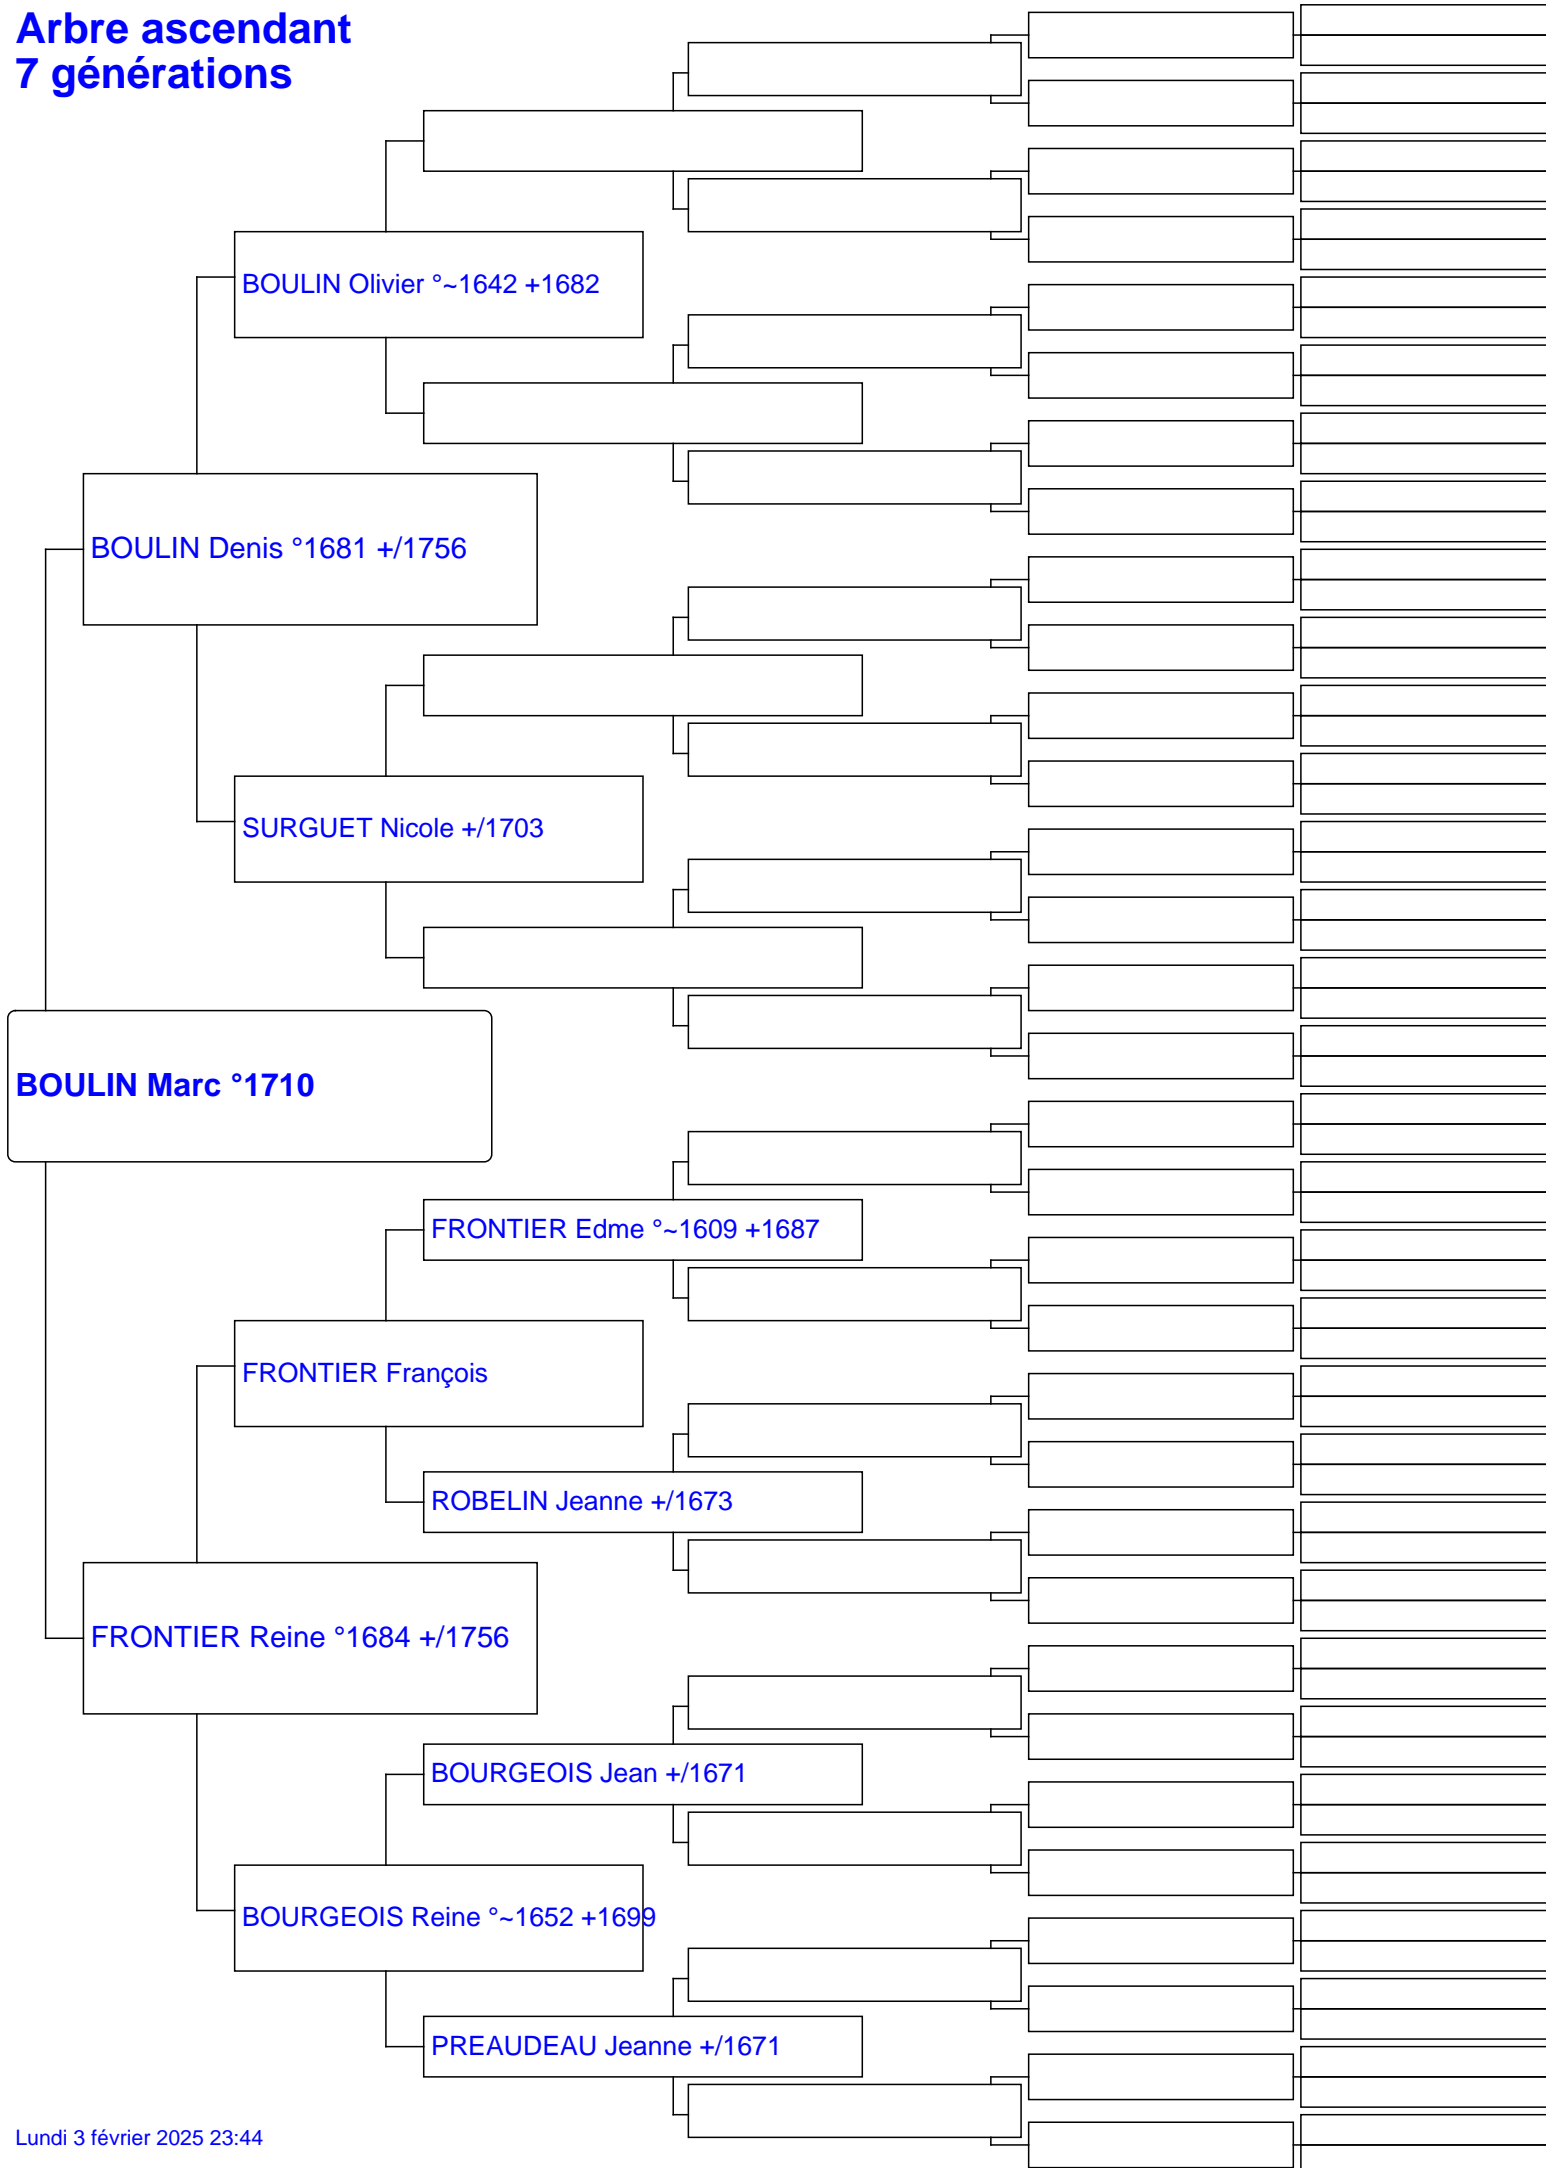 Arbre ascendant
7 générations
BOULIN Olivier °~1642 +1682
BOULIN Denis °1681 +/1756
SURGUET Nicole +/1703
BOULIN Marc °1710
FRONTIER Edme °~1609 +1687
FRONTIER François
ROBELIN Jeanne +/1673
FRONTIER Reine °1684 +/1756
BOURGEOIS Jean +/1671
BOURGEOIS Reine °~1652 +1699
PREAUDEAU Jeanne +/1671
Lundi 3 février 2025 23:44